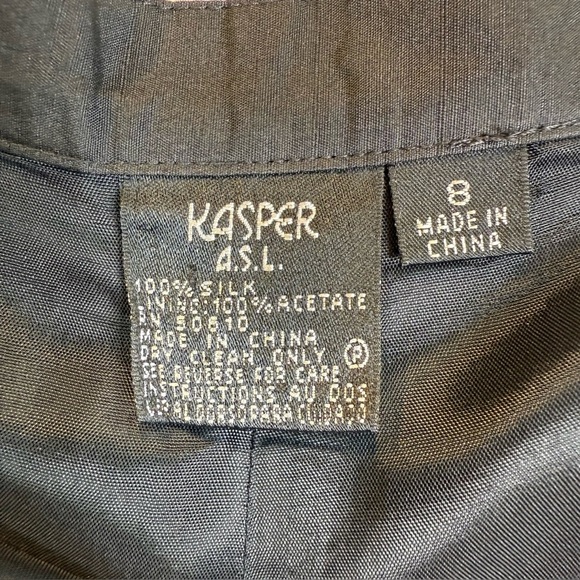 KASPER
A.S.L.
100% SILK
LINING:100% ACETATE
RN 50610
MADE IN CHINA
DRY CLEAN ONLY Ⓟ
SEE REVERSE FOR CARE
INSTRUCTIONS AU DOS
8
MADE IN
CHINA